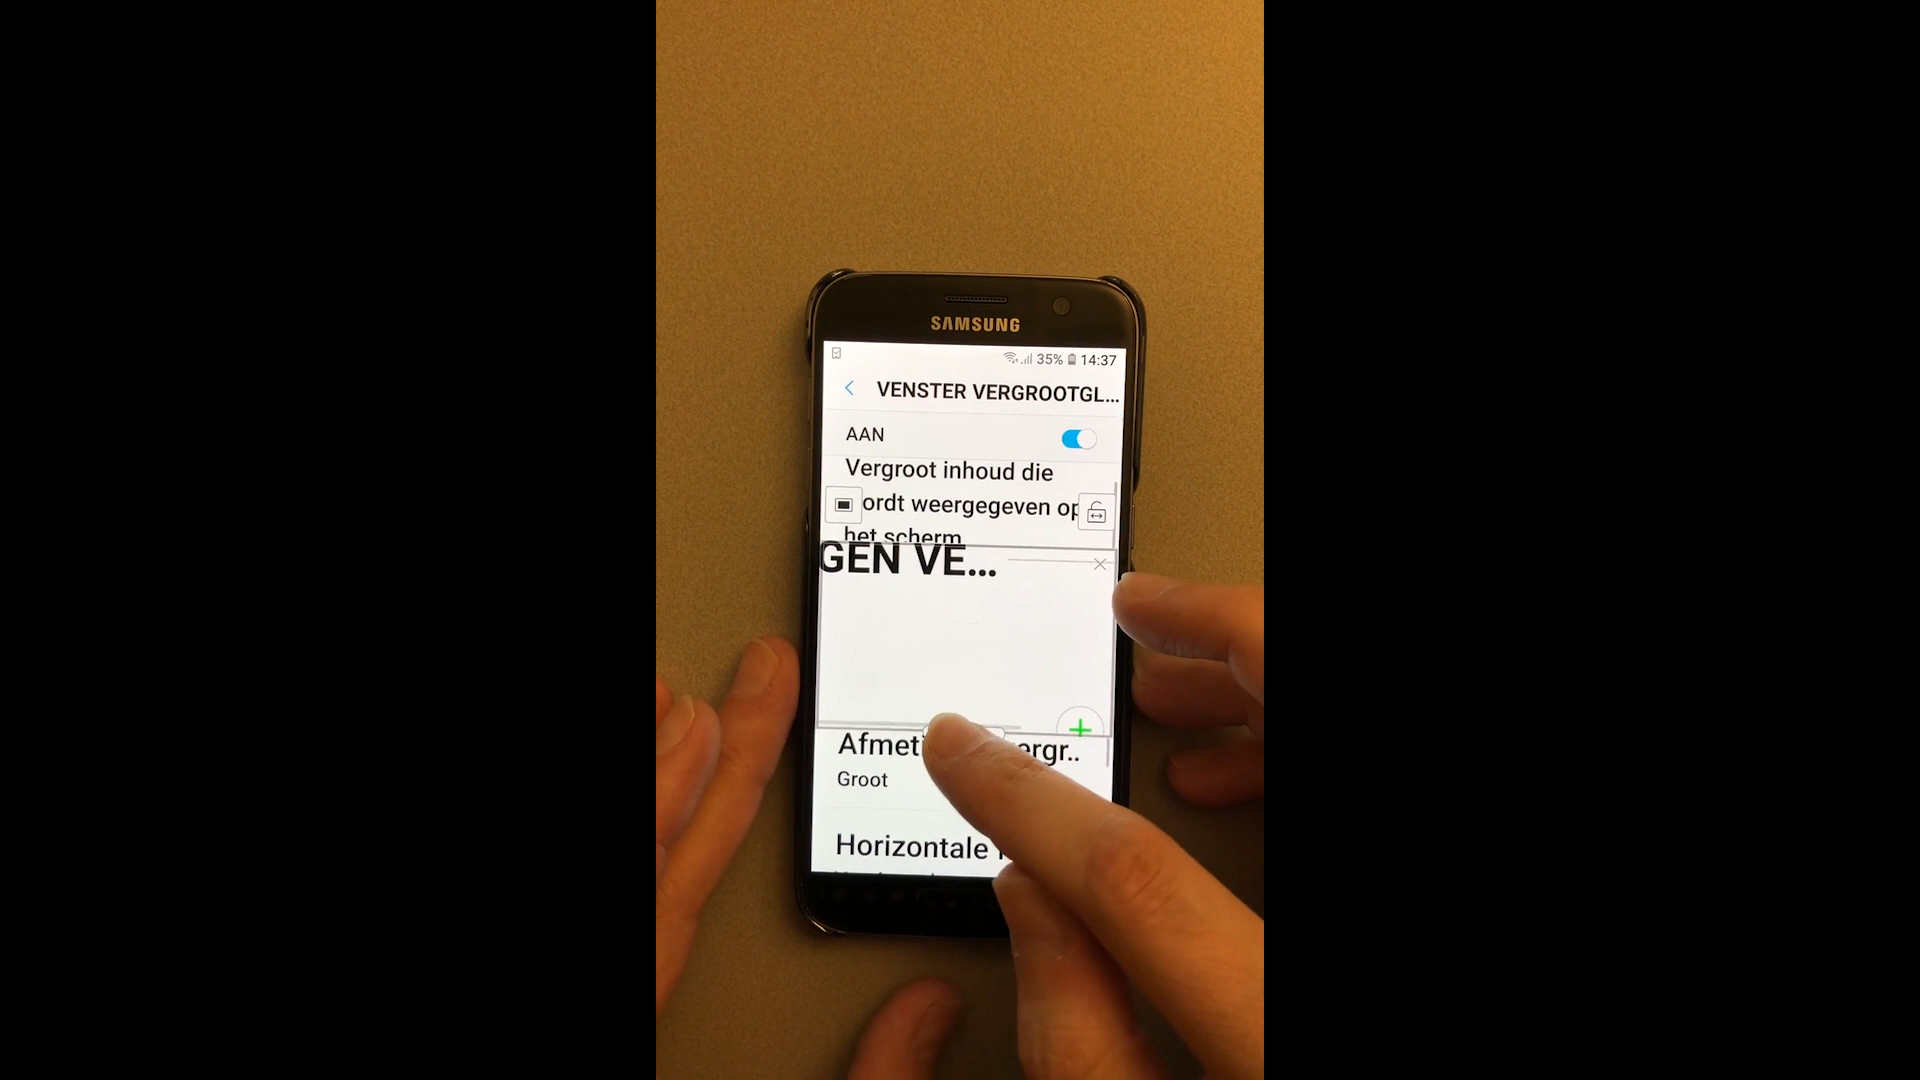 SAMSUNG
35% 14:37
VENSTER VERGROOTGL...
AAN
Vergroot inhoud die
ordt weergegeven op
het scherm
GEN VE...
Afmeti ergr..
Groot
Horizontale